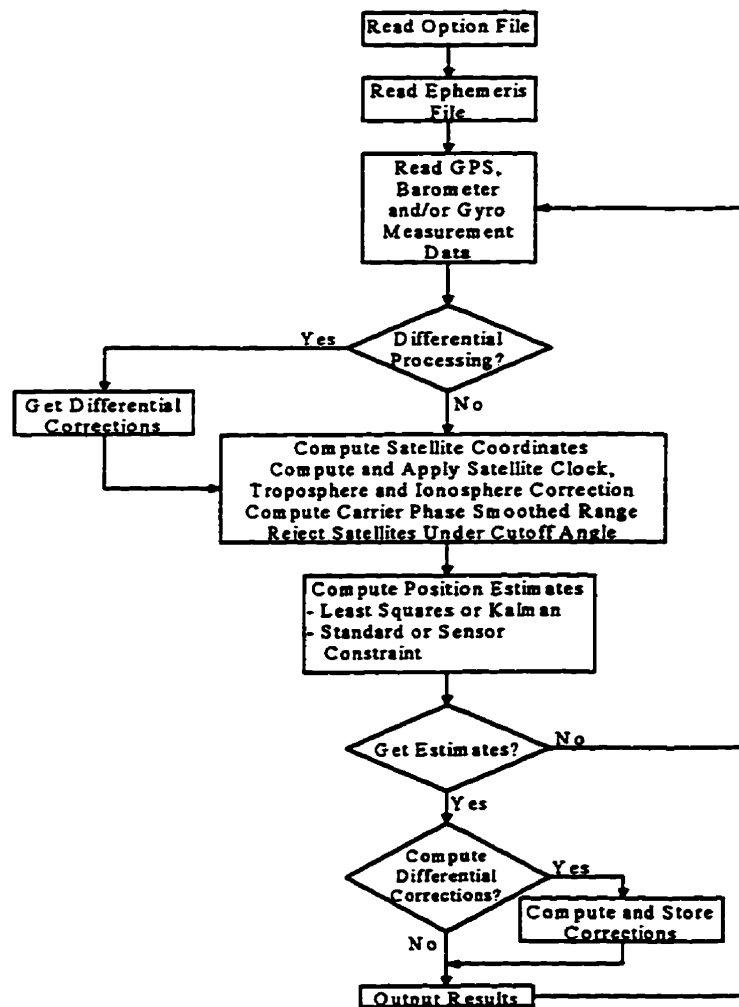 Read Option File
Read Ephemeris
File
Read GPS,
Barometer
and/or Gyro
Measurement
Data
Yes
Differential
Processing?
No
Get Differential
Corrections
Compute Satellite Coordinates
Compute and Apply Satellite Clock,
Troposphere and Ionosphere Correction
Compute Carrier Phase Smoothed Range
Reject Satellites Under Cutoff Angle
Compute Position Estimates
- Least Squares or Kalman
- Standard or Sensor
Constraint
Get Estimates?
No
Yes
Compute
Differential
Corrections?
Yes
Compute and Store
Corrections
No
Output Results